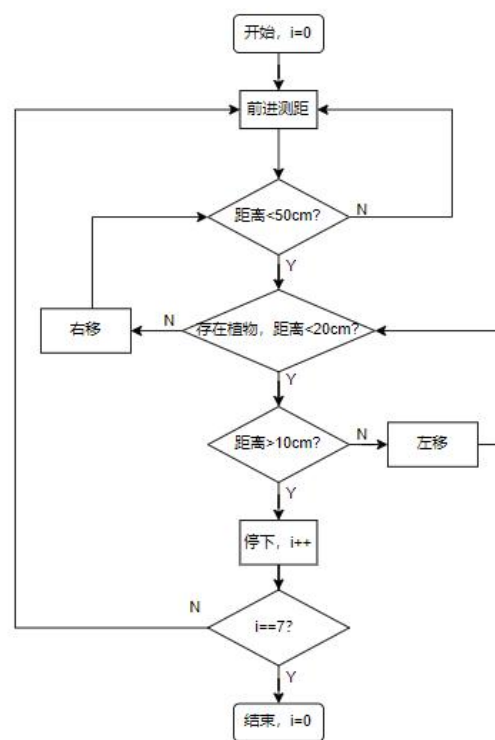 开始，i=0
前进测距
距离<50cm?
N
Y
右移
N
存在植物，距离<20cm?
Y
距离>10cm?
N
左移
Y
停下，i++
N
i==7?
Y
结束，i=0